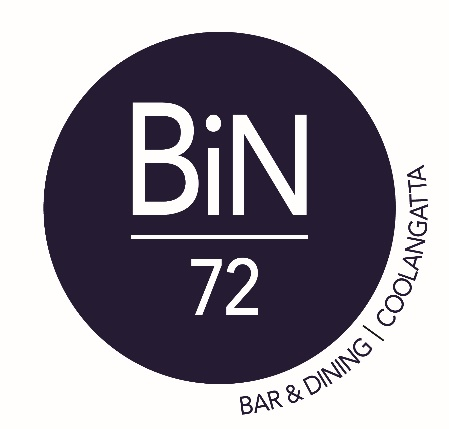 BiN
72
BAR & DINING | COOLANGATTA